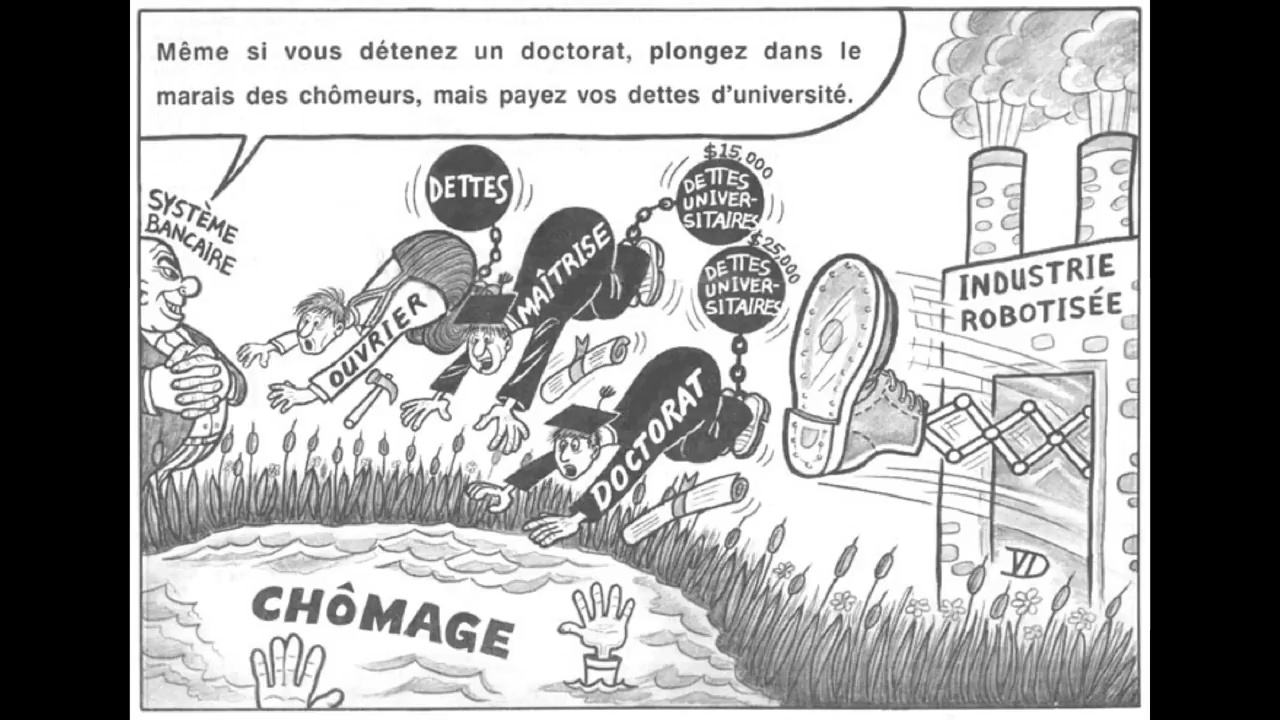 Même si vous détenez un doctorat, plongez dans le
marais des chômeurs, mais payez vos dettes d'université.
SYSTÈME
BANCAIRE
DETTES
OUVRIER
MAÎTRISE
$15,000
DETTES
UNIVER-
SITAIRES
$25,000
DETTES
UNIVER-
SITAIRES
DOCTORAT
INDUSTRIE
ROBOTISÉE
CHÔMAGE
VD